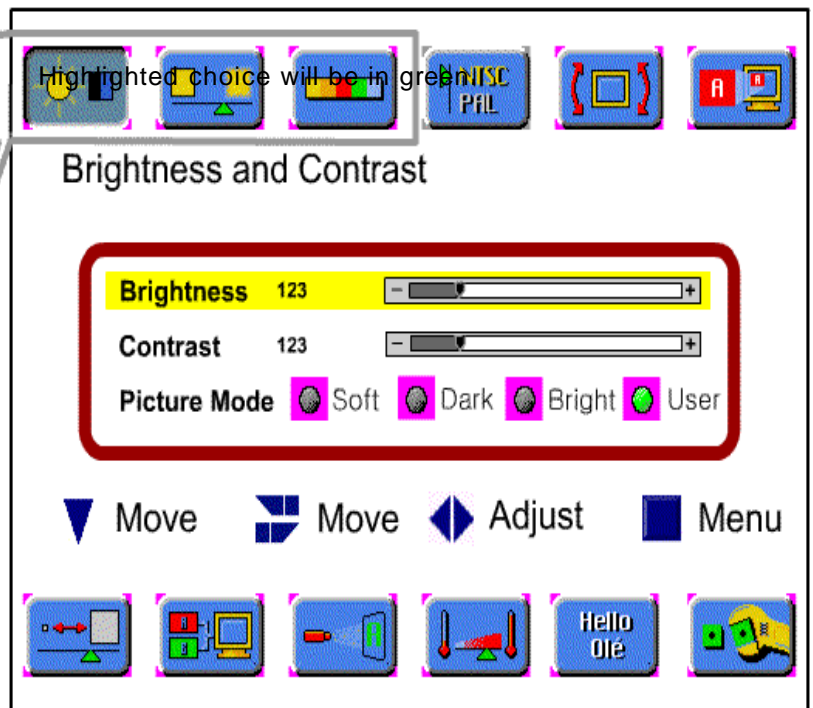 Highlighted choice will be in green.
NTSC
PAL
A
A
Brightness and Contrast
Brightness 123 - +
Contrast 123 - +
Picture Mode Soft Dark Bright User
Move Move Adjust Menu
A
Hello
Olé